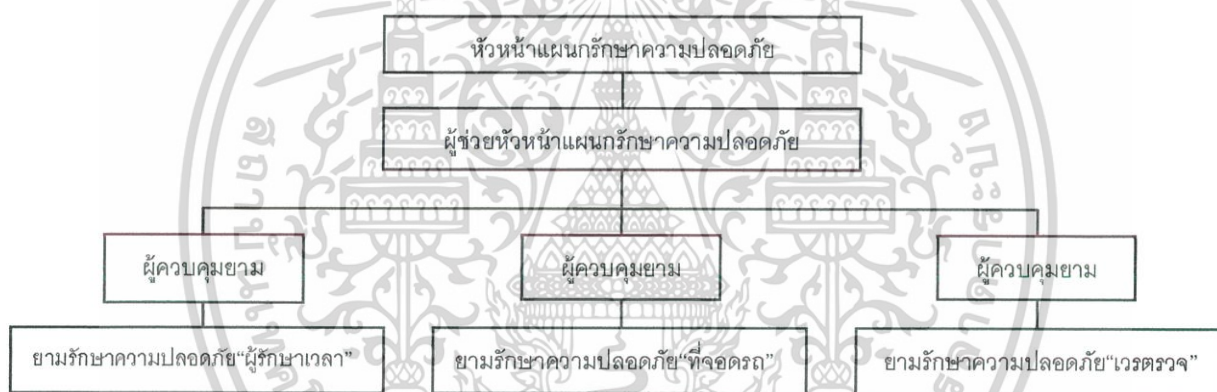 หัวหน้าแผนกรักษาความปลอดภัย
ผู้ช่วยหัวหน้าแผนกรักษาความปลอดภัย
ผู้ควบคุมยาม ผู้ควบคุมยาม ผู้ควบคุมยาม
ยามรักษาความปลอดภัย“ผู้รักษาเวลา” ยามรักษาความปลอดภัย“ที่จอดรถ” ยามรักษาความปลอดภัย“เวรตรวจ”